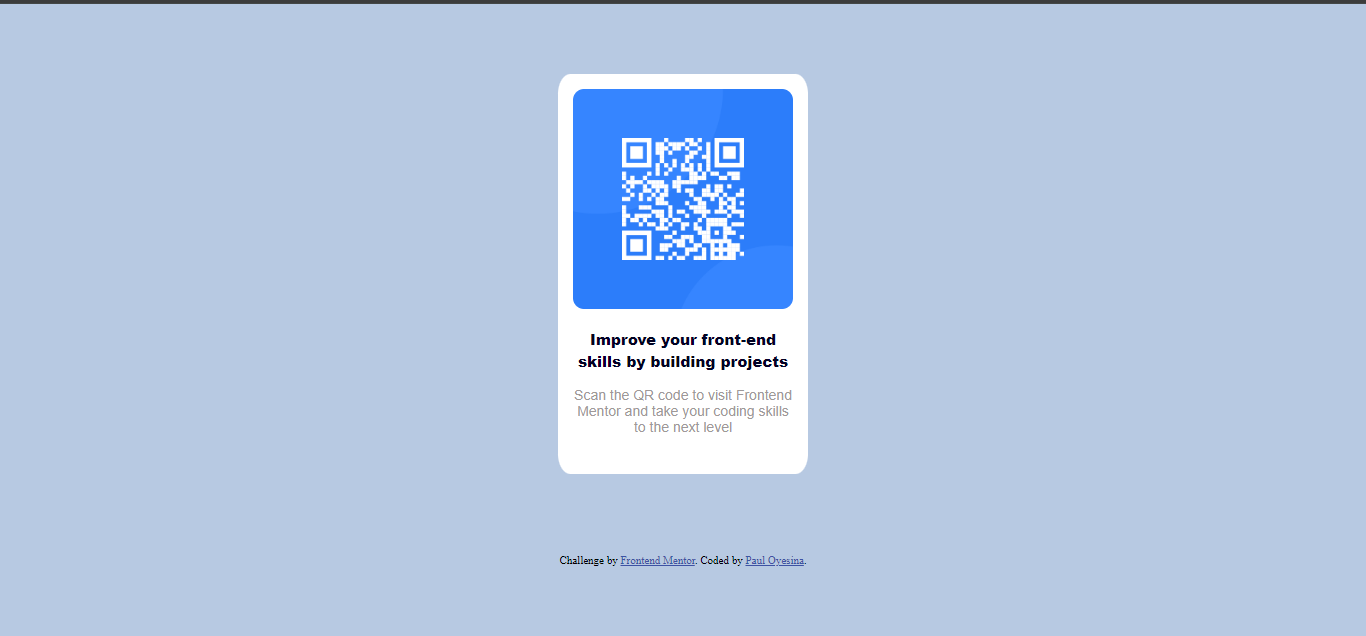 Improve your front-end
skills by building projects
Scan the QR code to visit Frontend
Mentor and take your coding skills
to the next level
Challenge by Frontend Mentor. Coded by Paul Oyesina.